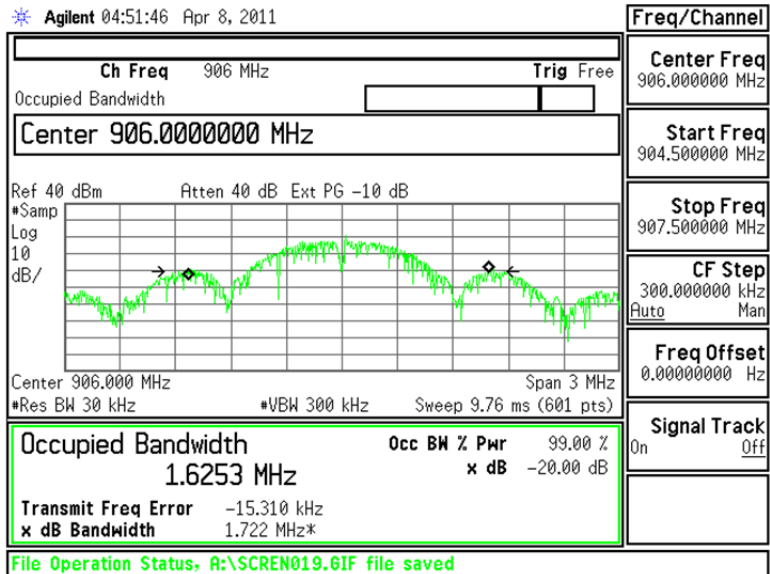 Agilent 04:51:46 Apr 8, 2011
Freq/Channel
Ch Freq 906 MHz Trig Free
Occupied Bandwidth
Center 906.0000000 MHz
Ref 40 dBm Atten 40 dB Ext PG -10 dB
#Samp
Log
10
dB/
Center 906.000 MHz Span 3 MHz
#Res BW 30 kHz #VBW 300 kHz Sweep 9.76 ms (601 pts)
Occupied Bandwidth
1.6253 MHz
Occ BW % Pwr 99.00 %
x dB -20.00 dB
Transmit Freq Error -15.310 kHz
x dB Bandwidth 1.722 MHz*
Center Freq
906.000000 MHz
Start Freq
904.500000 MHz
Stop Freq
907.500000 MHz
CF Step
300.000000 kHz
Auto Man
Freq Offset
0.00000000 Hz
Signal Track
On Off
File Operation Status, A:\SCREN019.GIF file saved